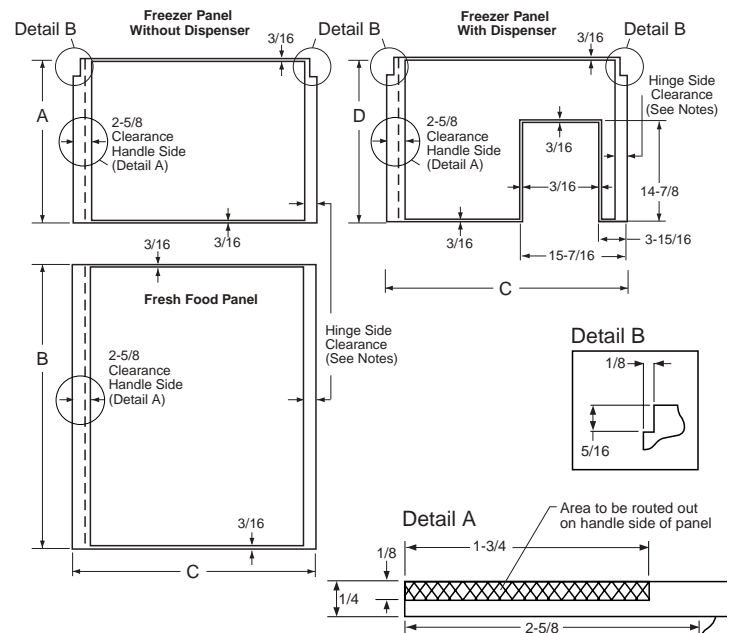 Freezer Panel
Without Dispenser
Detail B
3/16
Detail B
A
2-5/8
Clearance
Handle Side
(Detail A)
3/16
Freezer Panel
With Dispenser
3/16
Detail B
D
2-5/8
Clearance
Handle Side
(Detail A)
Hinge Side
Clearance
(See Notes)
3/16
3/16
14-7/8
3/16
3-15/16
15-7/16
C
3/16
Fresh Food Panel
B
2-5/8
Clearance
Handle Side
(Detail A)
Hinge Side
Clearance
(See Notes)
3/16
C
Detail B
1/8
5/16
Detail A
Area to be routed out
on handle side of panel
1-3/4
1/8
1/4
2-5/8